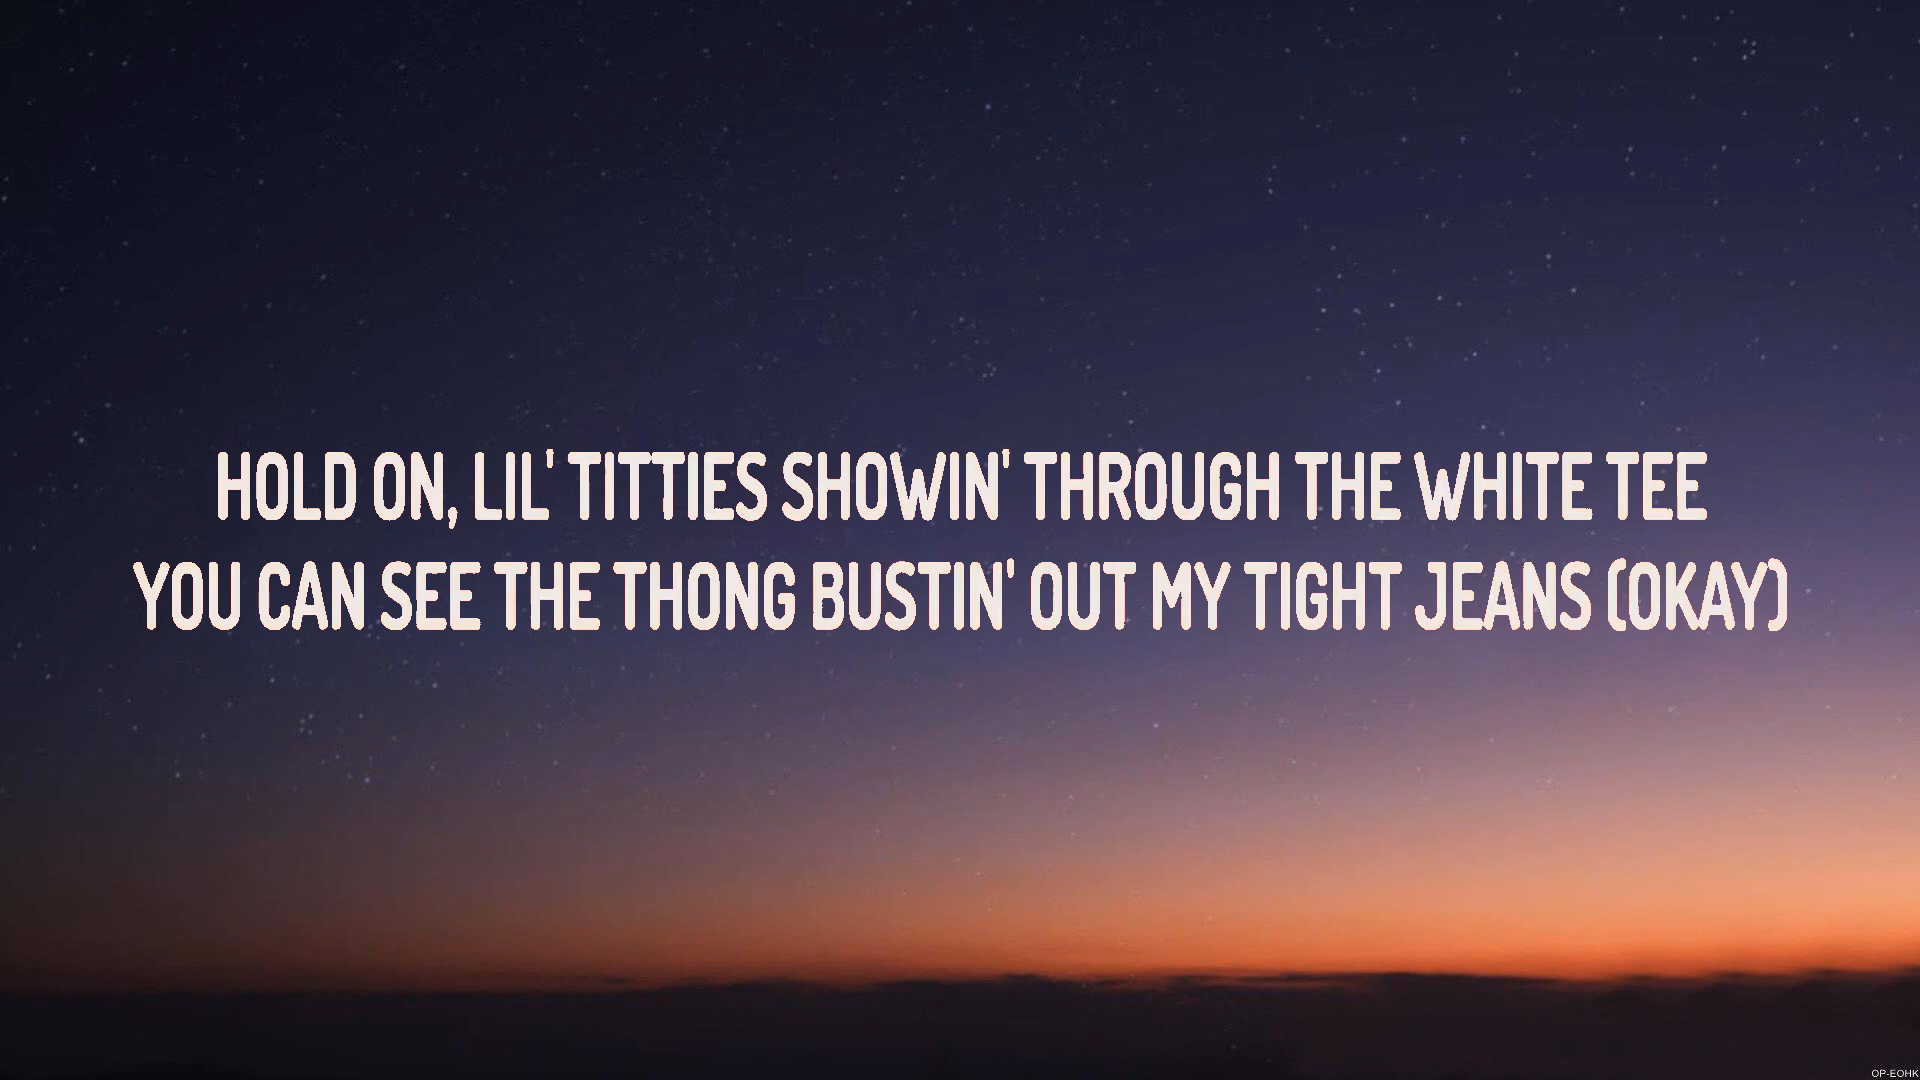 HOLD ON, LIL' TITTIES SHOWIN' THROUGH THE WHITE TEE
YOU CAN SEE THE THONG BUSTIN' OUT MY TIGHT JEANS (OKAY)
OP-EOHK